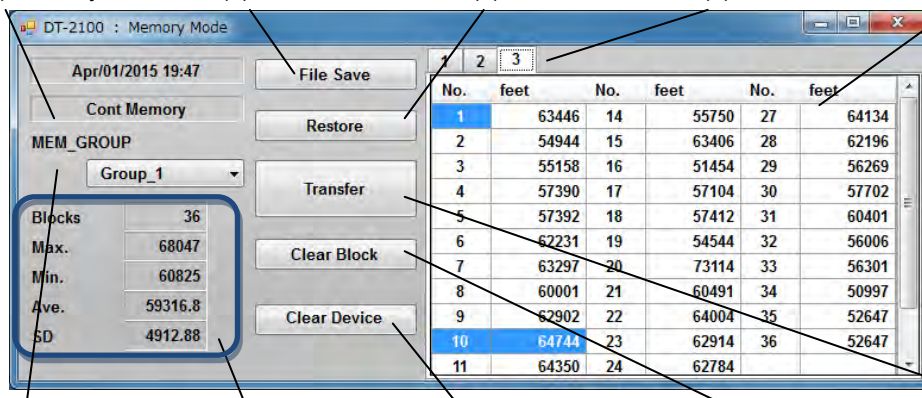 DT-2100 : Memory Mode
Apr/01/2015 19:47
Cont Memory
MEM_GROUP
Group_1
Blocks 36
Max. 68047
Min. 60825
Ave. 59316.8
SD 4912.88
File Save
Restore
Transfer
Clear Block
Clear Device
1 2 3
No. feet No. feet No. feet
1 63446 14 55750 27 64134
2 54944 15 63406 28 62196
3 55158 16 51454 29 56269
4 57390 17 57104 30 57702
5 57392 18 57412 31 60401
6 62231 19 54544 32 56006
7 63297 20 73114 33 56301
8 60001 21 60491 34 50997
9 62902 22 64004 35 52647
10 64744 23 62914 36 52647
11 64350 24 62784